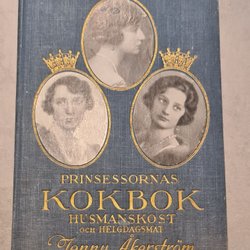 PRINSESSORNAS
KOKBOK
HUSMANSKOST
OCH HELGDAGSMAT
Jenny Åkerström